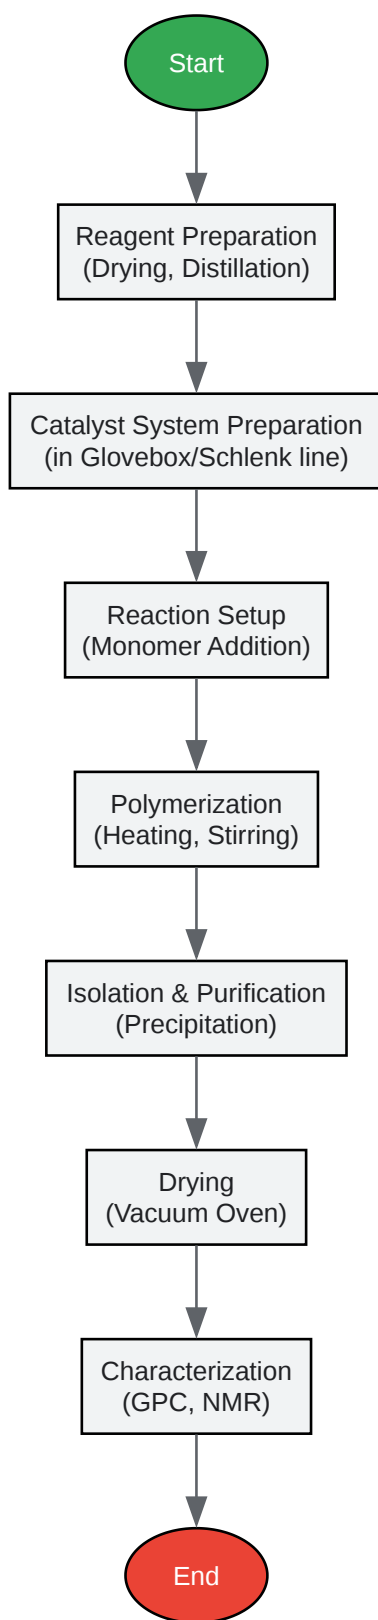 Start
Reagent Preparation
(Drying, Distillation)
Catalyst System Preparation
(in Glovebox/Schlenk line)
Reaction Setup
(Monomer Addition)
Polymerization
(Heating, Stirring)
Isolation & Purification
(Precipitation)
Drying
(Vacuum Oven)
Characterization
(GPC, NMR)
End